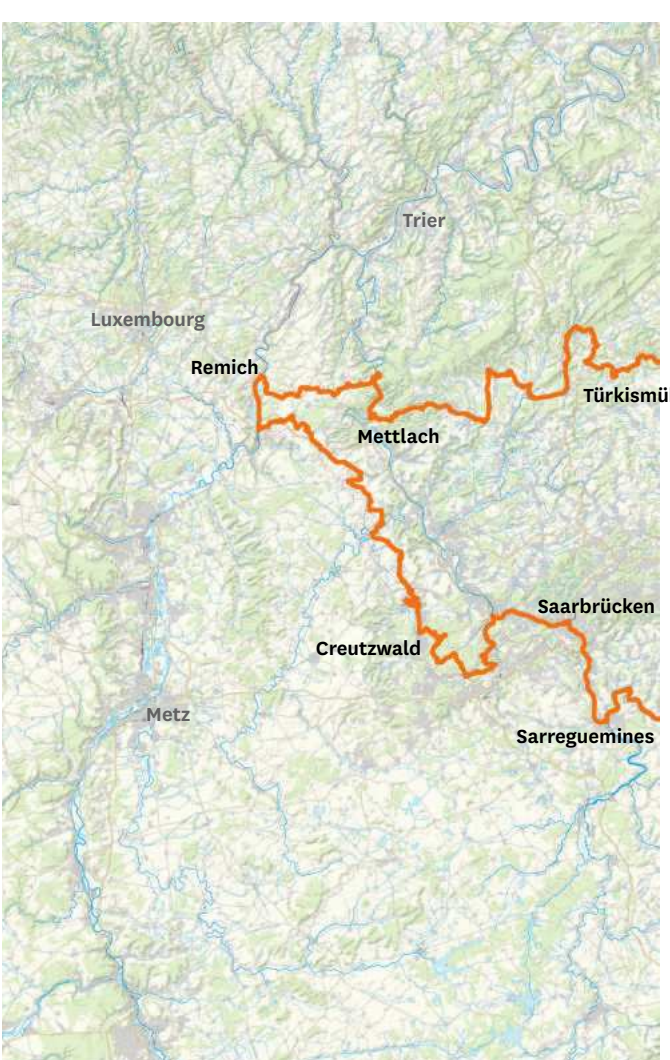 Trier
Luxembourg
Remich
Türkismü
Mettlach
Saarbrücken
Creutzwald
Metz
Sarreguemines